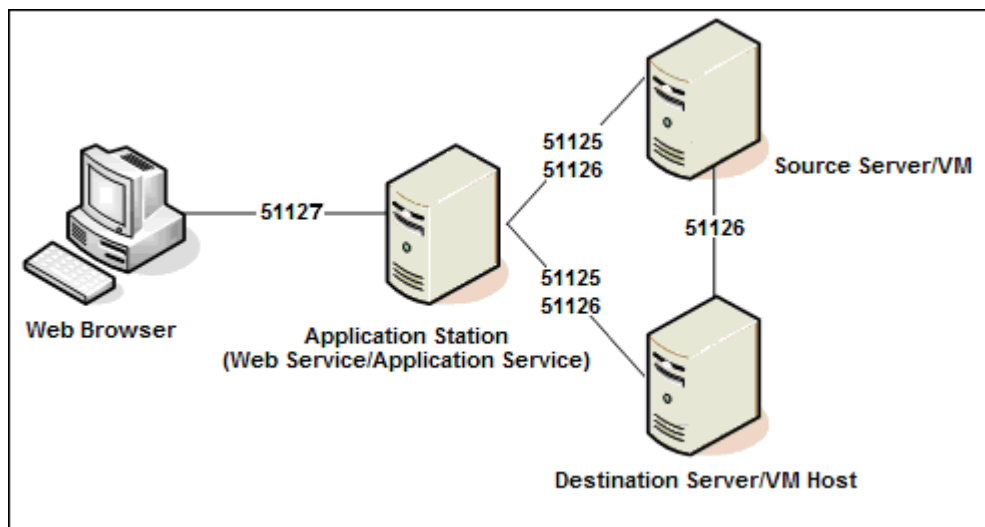 51125
51126
Source Server/VM
51127
51126
Web Browser
Application Station
(Web Service/Application Service)
51125
51126
Destination Server/VM Host